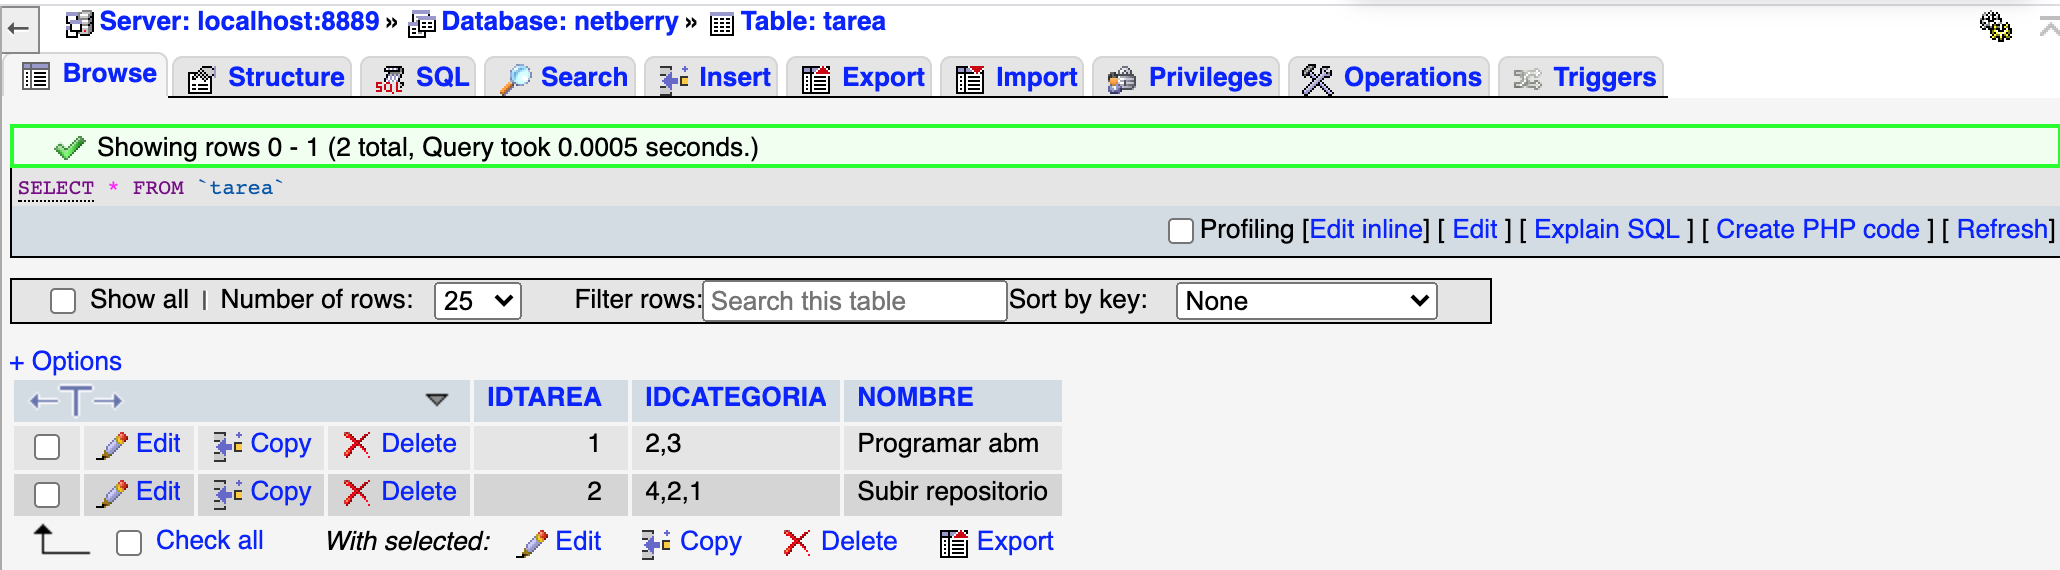 Server: localhost:8889 » Database: netberry » Table: tarea
Browse Structure SQL Search Insert Export Import Privileges Operations Triggers
Showing rows 0 - 1 (2 total, Query took 0.0005 seconds.)
SELECT * FROM `tarea`
Profiling [Edit inline] [ Edit ] [ Explain SQL ] [ Create PHP code ] [ Refresh]
Show all | Number of rows: 25 Filter rows: Search this table Sort by key: None
+ Options
←T→ IDTAREA IDCATEGORIA NOMBRE
Edit Copy Delete 1 2,3 Programar abm
Edit Copy Delete 2 4,2,1 Subir repositorio
Check all With selected: Edit Copy Delete Export